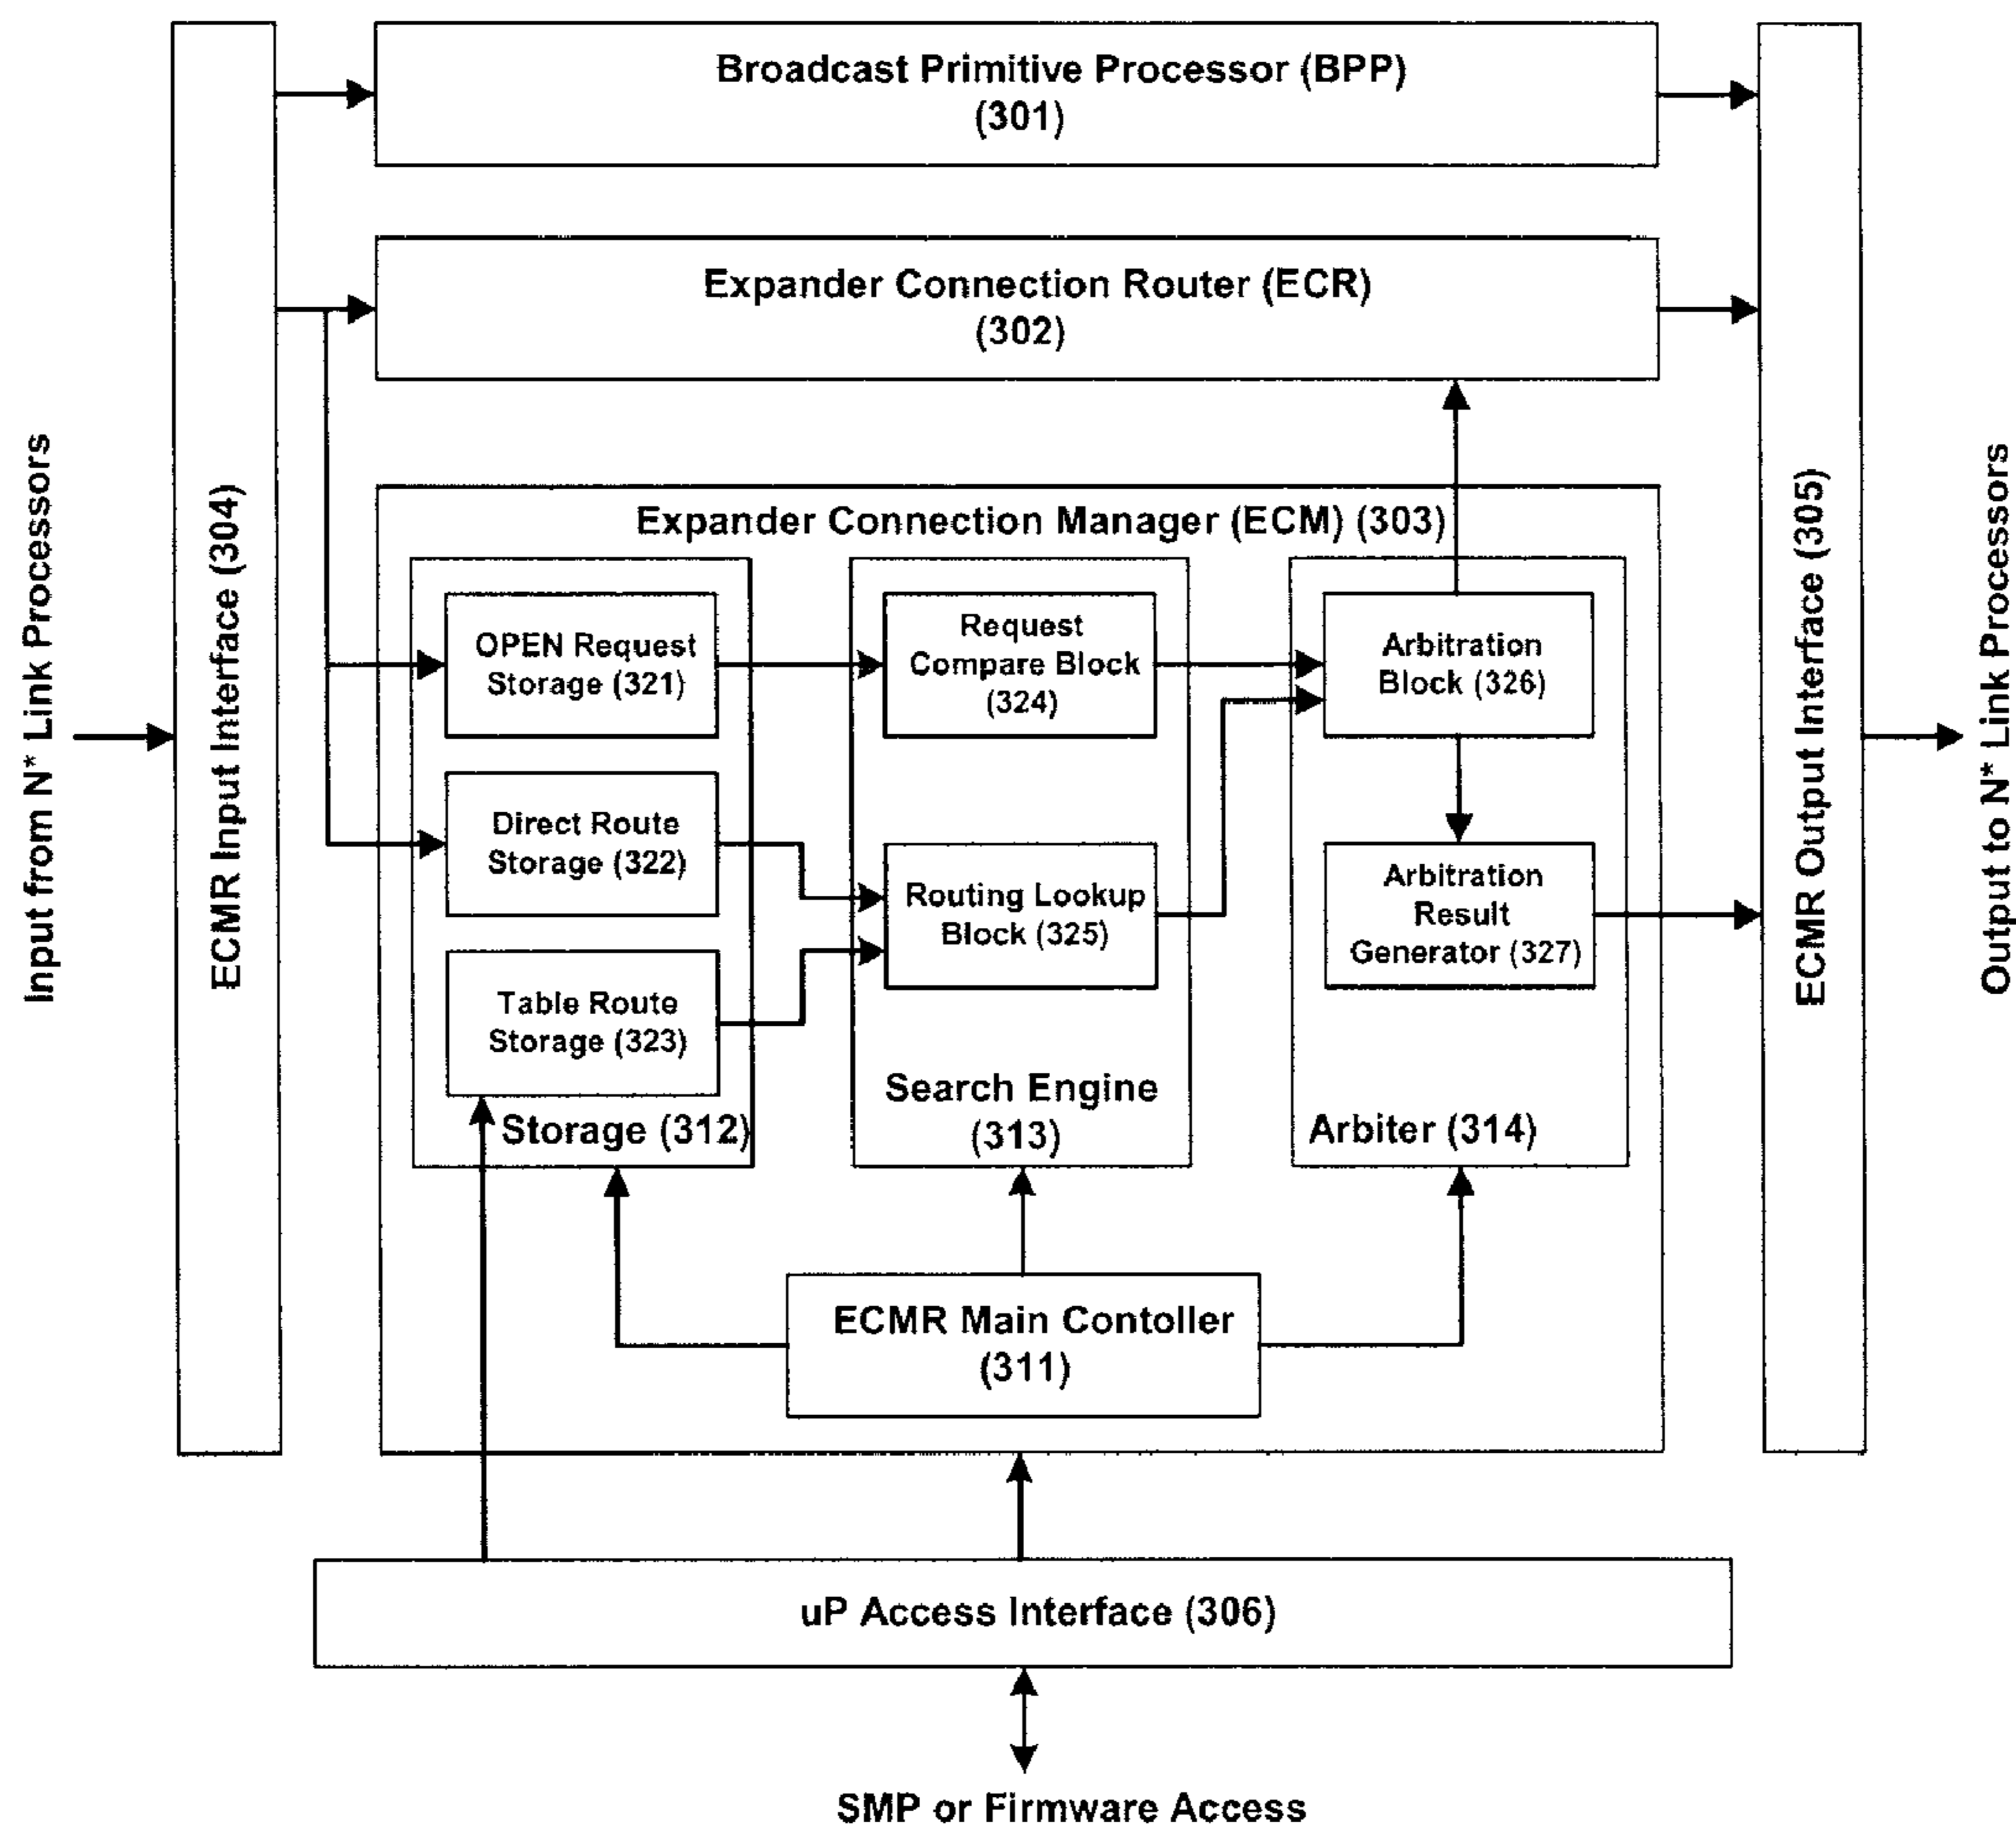 Broadcast Primitive Processor (BPP)
(301)
Expander Connection Router (ECR)
(302)
Input from N* Link Processors
ECMR Input Interface (304)
Expander Connection Manager (ECM) (303)
OPEN Request
Storage (321)
Request
Compare Block
(324)
Arbitration
Block (326)
Direct Route
Storage (322)
Routing Lookup
Block (325)
Arbitration
Result
Generator (327)
Table Route
Storage (323)
Storage (312)
Search Engine
(313)
Arbiter (314)
ECMR Main Contoller
(311)
ECMR Output Interface (305)
Output to N* Link Processors
uP Access Interface (306)
SMP or Firmware Access